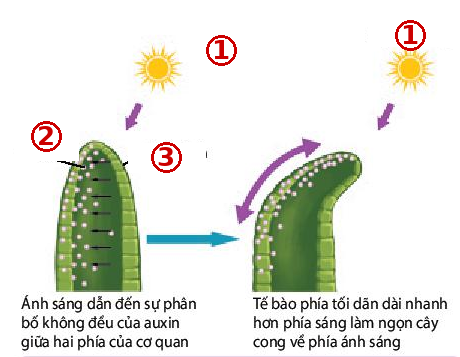 ① ①
② ③
Ánh sáng dẫn đến sự phân
bố không đều của auxin
giữa hai phía của cơ quan
Tế bào phía tối dãn dài nhanh
hơn phía sáng làm ngọn cây
cong về phía ánh sáng